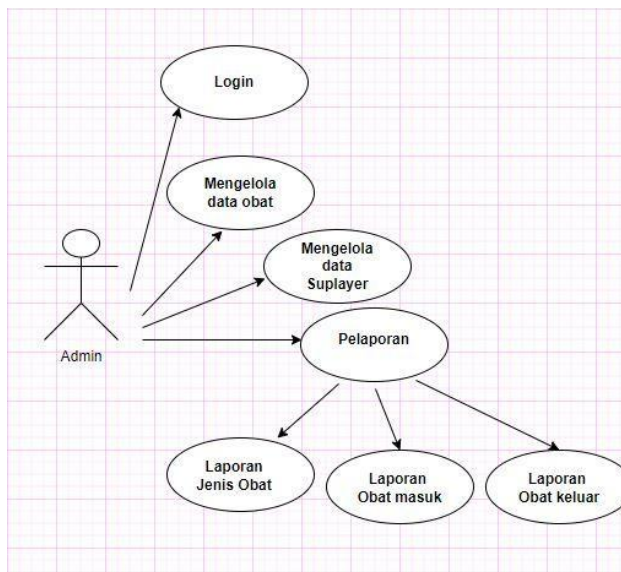 Login
Mengelola
data obat
Mengelola
data
Suplayer
Pelaporan
Admin
Laporan
Jenis Obat
Laporan
Obat masuk
Laporan
Obat keluar